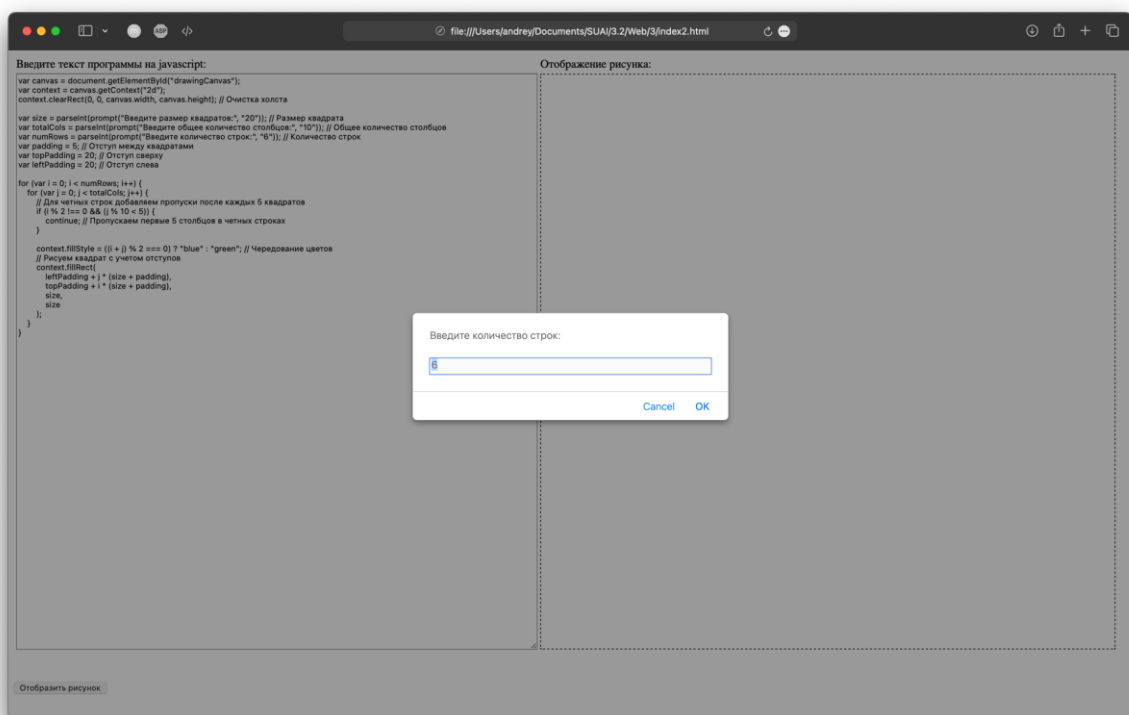 ABP
</>
file:///Users/andrey/Documents/SUAI/3.2/Web/3/index2.html
Введите текст программы на javascript:
var canvas = document.getElementById("drawingCanvas");
var context = canvas.getContext("2d");
context.clearRect(0, 0, canvas.width, canvas.height); // Очистка холста
var size = parseInt(prompt("Введите размер квадратов:", "20")); // Размер квадрата
var totalCols = parseInt(prompt("Введите общее количество столбцов:", "10")); // Общее количество столбцов
var numRows = parseInt(prompt("Введите количество строк:", "6")); // Количество строк
var padding = 5; // Отступ между квадратами
var topPadding = 20; // Отступ сверху
var leftPadding = 20; // Отступ слева
for (var i = 0; i < numRows; i++) {
for (var j = 0; j < totalCols; j++) {
// Для четных строк добавляем пропуски после каждых 5 квадратов
if (i % 2 !== 0 && (j % 10 < 5)) {
continue; // Пропускаем первые 5 столбцов в четных строках
}
context.fillStyle = ((i + j) % 2 === 0) ? "blue" : "green"; // Чередование цветов
// Рисуем квадрат с учетом отступов
context.fillRect(
leftPadding + j * (size + padding),
topPadding + i * (size + padding),
size,
size
);
}
}
Отображение рисунка:
Введите количество строк:
6
Cancel OK
Отобразить рисунок